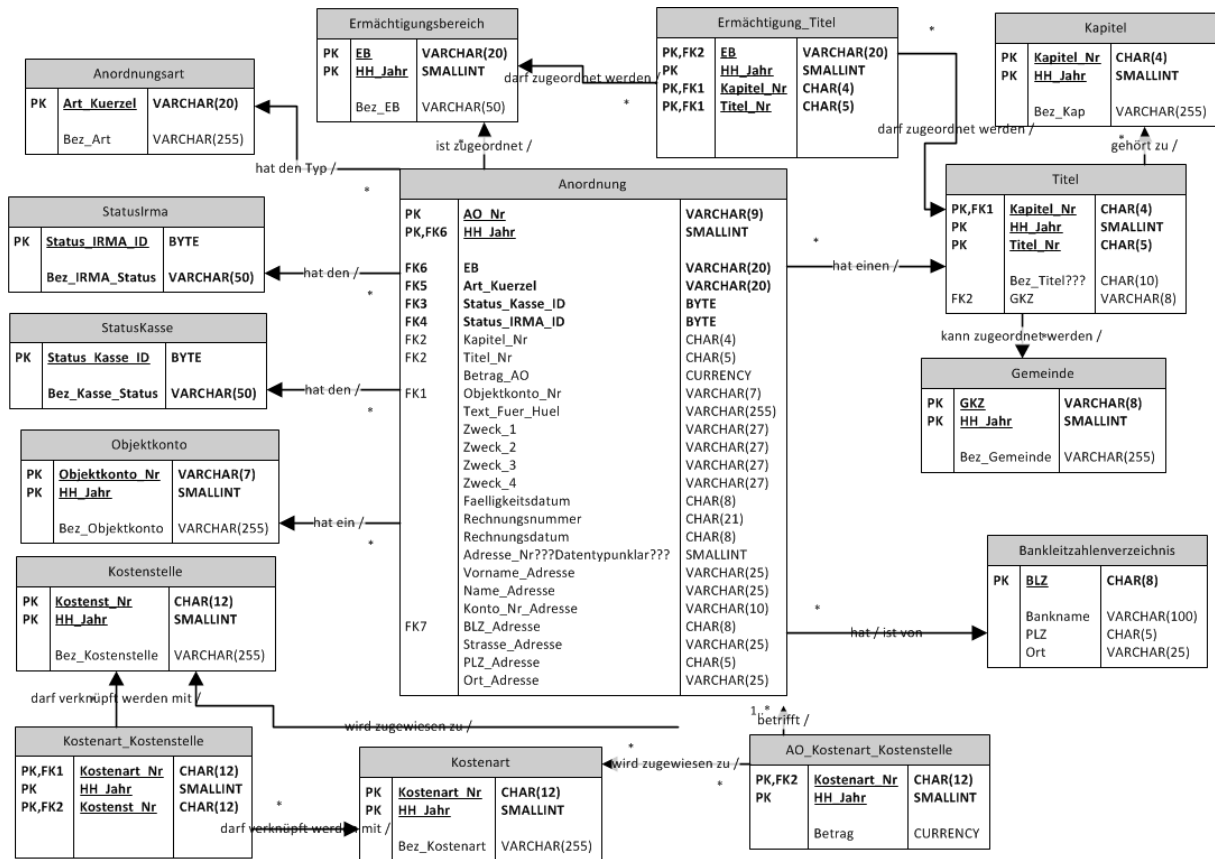 Ermächtigungsbereich
PK EB VARCHAR(20)
PK HH_Jahr SMALLINT
Bez_EB VARCHAR(50)
Ermächtigung_Titel
PK,FK2 EB VARCHAR(20)
PK HH_Jahr SMALLINT
PK,FK1 Kapitel_Nr CHAR(4)
PK,FK1 Titel_Nr CHAR(5)
Kapitel
PK Kapitel_Nr CHAR(4)
PK HH_Jahr SMALLINT
Bez_Kap VARCHAR(255)
Anordnungsart
PK Art_Kuerzel VARCHAR(20)
Bez_Art VARCHAR(255)
darf zugeordnet werden /
*
*
darf zugeordnet werden /
*
gehört zu /
*
ist zugeordnet /
*
hat den Typ /
*
Anordnung
PK AO_Nr VARCHAR(9)
PK,FK6 HH_Jahr SMALLINT
FK6 EB VARCHAR(20)
FK5 Art_Kuerzel VARCHAR(20)
FK3 Status_Kasse_ID BYTE
FK4 Status_IRMA_ID BYTE
FK2 Kapitel_Nr CHAR(4)
FK2 Titel_Nr CHAR(5)
Betrag_AO CURRENCY
FK1 Objektkonto_Nr VARCHAR(7)
Text_Fuer_Huel VARCHAR(255)
Zweck_1 VARCHAR(27)
Zweck_2 VARCHAR(27)
Zweck_3 VARCHAR(27)
Zweck_4 VARCHAR(27)
Faelligkeitsdatum CHAR(8)
Rechnungsnummer CHAR(21)
Rechnungsdatum CHAR(8)
Adresse_Nr???Datentypunklar??? SMALLINT
Vorname_Adresse VARCHAR(25)
Name_Adresse VARCHAR(25)
Konto_Nr_Adresse VARCHAR(10)
FK7 BLZ_Adresse CHAR(8)
Strasse_Adresse VARCHAR(25)
PLZ_Adresse CHAR(5)
Ort_Adresse VARCHAR(25)
Titel
PK,FK1 Kapitel_Nr CHAR(4)
PK HH_Jahr SMALLINT
PK Titel_Nr CHAR(5)
Bez_Titel??? CHAR(10)
FK2 GKZ VARCHAR(8)
StatusIrma
PK Status_IRMA_ID BYTE
Bez_IRMA_Status VARCHAR(50)
hat den /
*
hat einen /
*
StatusKasse
PK Status_Kasse_ID BYTE
Bez_Kasse_Status VARCHAR(50)
hat den /
*
kann zugeordnet werden /
*
Gemeinde
PK GKZ VARCHAR(8)
PK HH_Jahr SMALLINT
Bez_Gemeinde VARCHAR(255)
Objektkonto
PK Objektkonto_Nr VARCHAR(7)
PK HH_Jahr SMALLINT
Bez_Objektkonto VARCHAR(255)
hat ein /
*
Bankleitzahlenverzeichnis
PK BLZ CHAR(8)
Bankname VARCHAR(100)
PLZ CHAR(5)
Ort VARCHAR(25)
hat / ist von
*
Kostenstelle
PK Kostenst_Nr CHAR(12)
PK HH_Jahr SMALLINT
Bez_Kostenstelle VARCHAR(255)
darf verknüpft werden mit /
*
wird zugewiesen zu /
*
1..*
betrifft /
Kostenart_Kostenstelle
PK,FK1 Kostenart_Nr CHAR(12)
PK HH_Jahr SMALLINT
PK,FK2 Kostenst_Nr CHAR(12)
darf verknüpft werden mit /
*
Kostenart
PK Kostenart_Nr CHAR(12)
PK HH_Jahr SMALLINT
Bez_Kostenart VARCHAR(255)
wird zugewiesen zu /
*
AO_Kostenart_Kostenstelle
PK,FK2 Kostenart_Nr CHAR(12)
PK HH_Jahr SMALLINT
Betrag CURRENCY